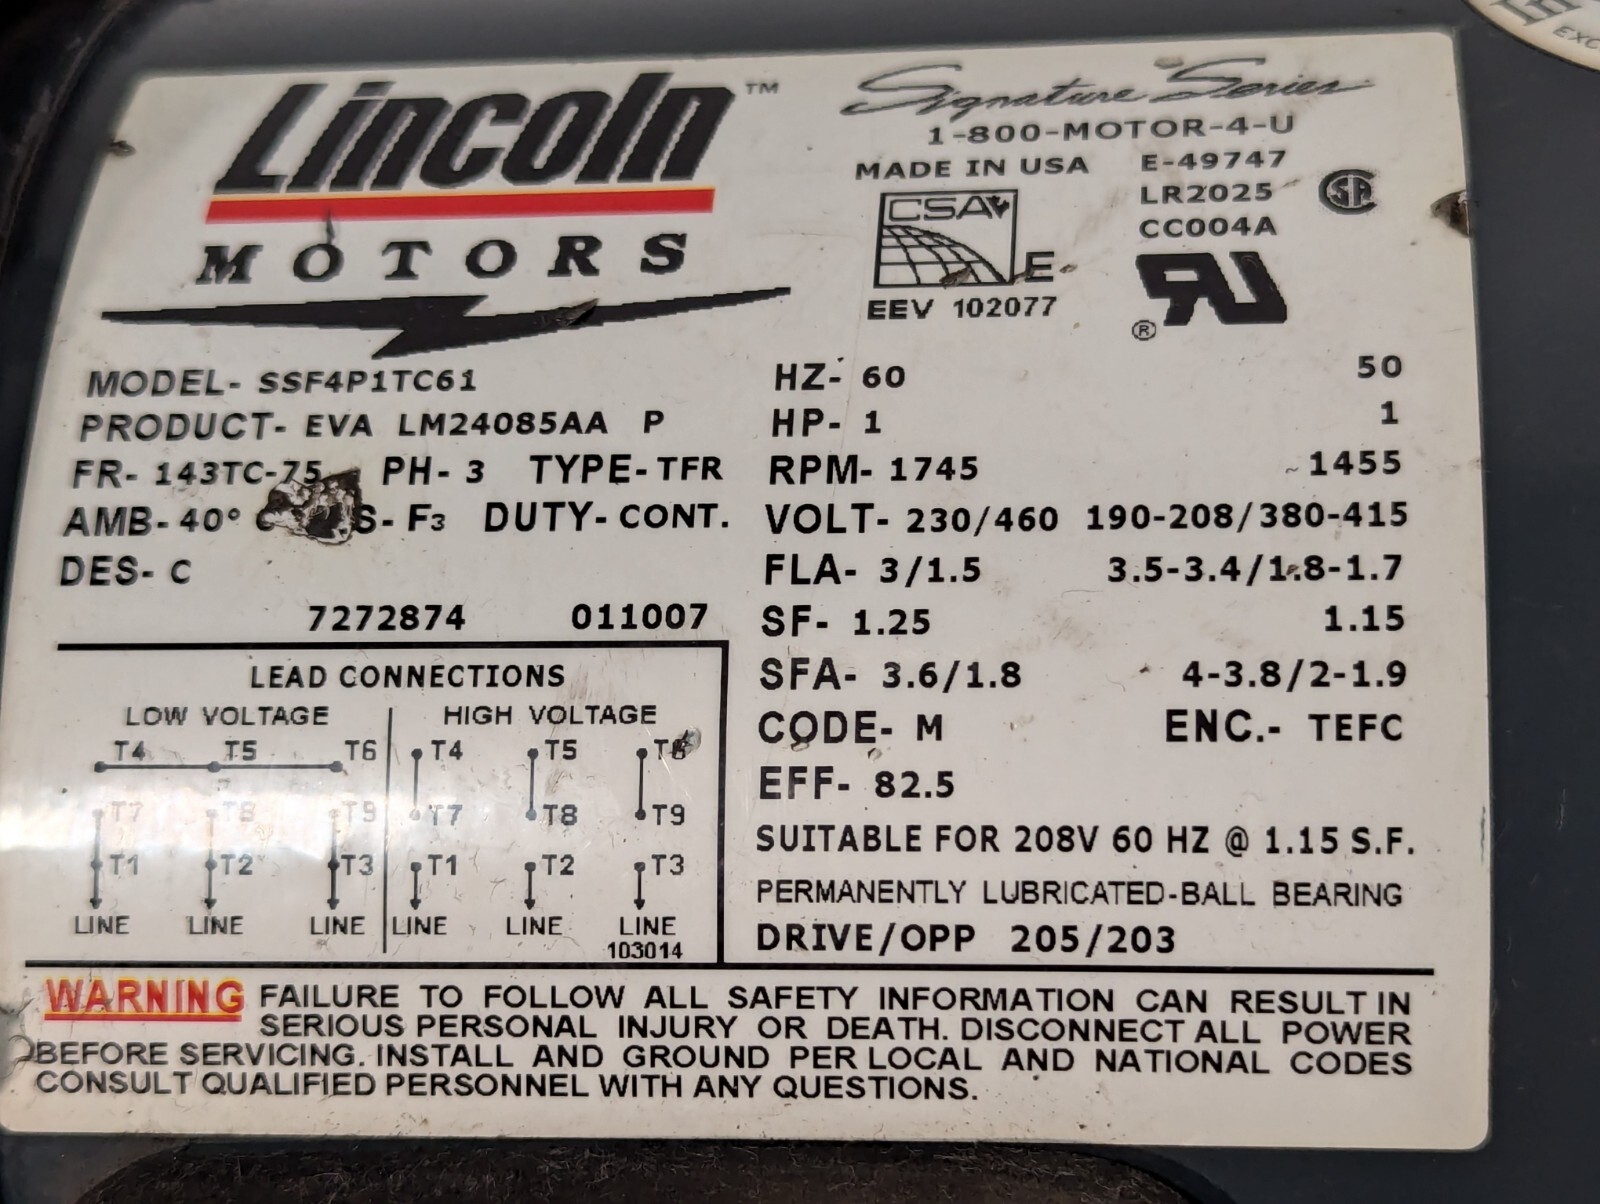 Lincoln™
MOTORS
Signature Series
1-800-MOTOR-4-U
MADE IN USA E-49747
LR2025
CC004A
CSA
E
EEV 102077
MODEL- SSF4P1TC61
PRODUCT- EVA LM24085AA P
FR- 143TC-75 PH- 3 TYPE- TFR
AMB- 40° S- F3 DUTY- CONT.
DES- C
7272874 011007
HZ- 60 50
HP- 1 1
RPM- 1745 1455
VOLT- 230/460 190-208/380-415
FLA- 3/1.5 3.5-3.4/1.8-1.7
SF- 1.25 1.15
SFA- 3.6/1.8 4-3.8/2-1.9
CODE- M ENC.- TEFC
EFF- 82.5
SUITABLE FOR 208V 60 HZ @ 1.15 S.F.
PERMANENTLY LUBRICATED-BALL BEARING
DRIVE/OPP 205/203
LEAD CONNECTIONS
LOW VOLTAGE HIGH VOLTAGE
T4 T5 T6 T4 T5 T6
T7 T8 T9 T7 T8 T9
T1 T2 T3 T1 T2 T3
LINE LINE LINE LINE LINE LINE
103014
WARNING FAILURE TO FOLLOW ALL SAFETY INFORMATION CAN RESULT IN
SERIOUS PERSONAL INJURY OR DEATH. DISCONNECT ALL POWER
BEFORE SERVICING. INSTALL AND GROUND PER LOCAL AND NATIONAL CODES
CONSULT QUALIFIED PERSONNEL WITH ANY QUESTIONS.